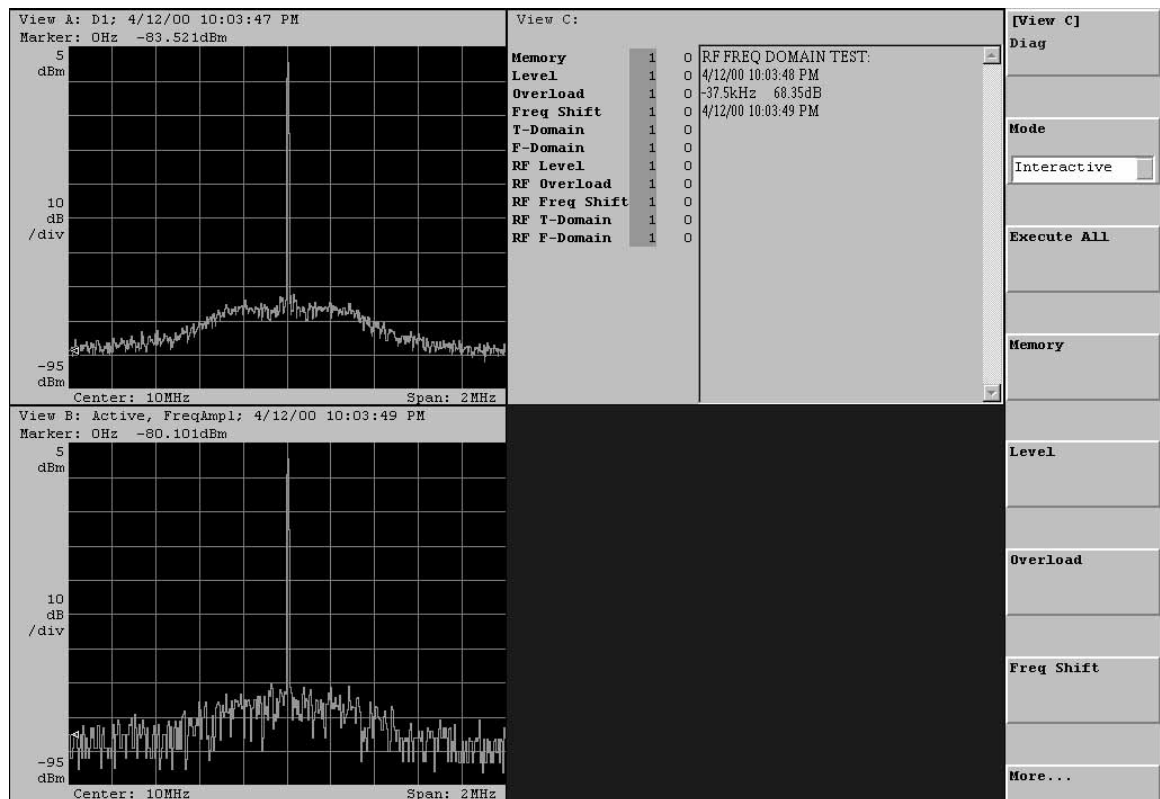 View A: D1; 4/12/00 10:03:47 PM
Marker: 0Hz -83.521dBm
5
dBm
10
dB
/div
-95
dBm
Center: 10MHz Span: 2MHz
View B: Active, FreqAmpl; 4/12/00 10:03:49 PM
Marker: 0Hz -80.101dBm
5
dBm
10
dB
/div
-95
dBm
Center: 10MHz Span: 2MHz
View C:
Memory 1 0
Level 1 0
Overload 1 0
Freq Shift 1 0
T-Domain 1 0
F-Domain 1 0
RF Level 1 0
RF Overload 1 0
RF Freq Shift 1 0
RF T-Domain 1 0
RF F-Domain 1 0
RF FREQ DOMAIN TEST:
4/12/00 10:03:48 PM
-37.5kHz 68.35dB
4/12/00 10:03:49 PM
[View C]
Diag
Mode
Interactive
Execute All
Memory
Level
Overload
Freq Shift
More...